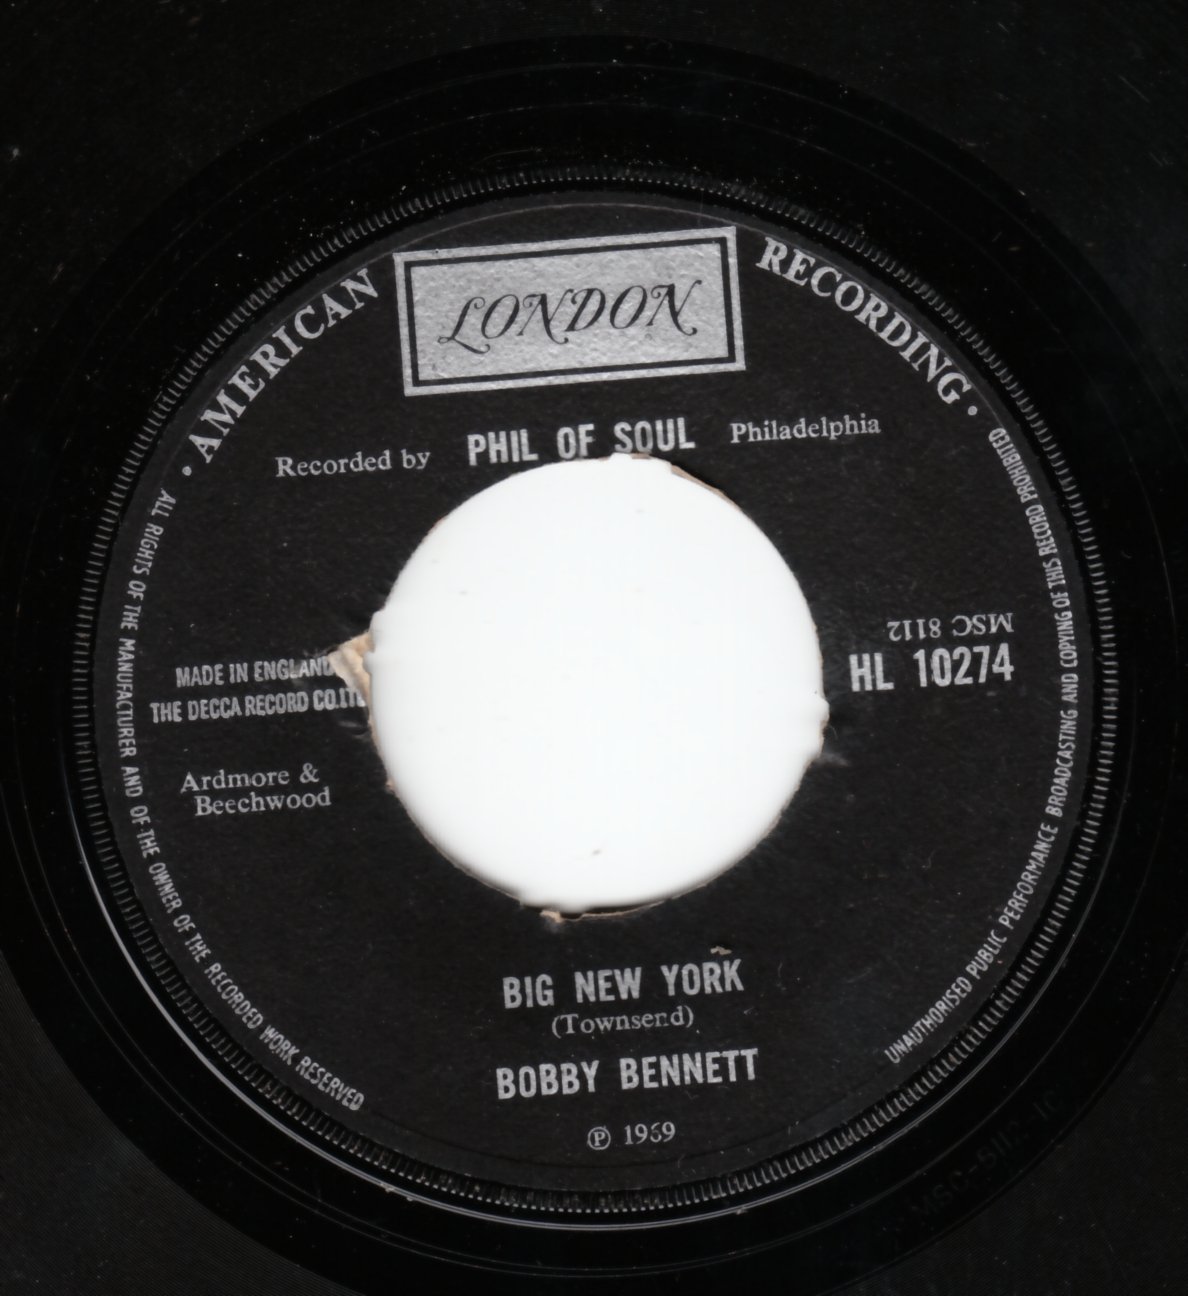 AMERICAN
LONDON
RECORDING
Recorded by PHIL OF SOUL Philadelphia
MSC 8112
HL 10274
MADE IN ENGLAND
THE DECCA RECORD CO.LTD.
Ardmore &
Beechwood
BIG NEW YORK
(Townsend)
BOBBY BENNETT
℗ 1969
ALL RIGHTS OF THE MANUFACTURER AND OF THE OWNER OF THE RECORDED WORK RESERVED
UNAUTHORISED PUBLIC PERFORMANCE BROADCASTING AND COPYING OF THIS RECORD PROHIBITED